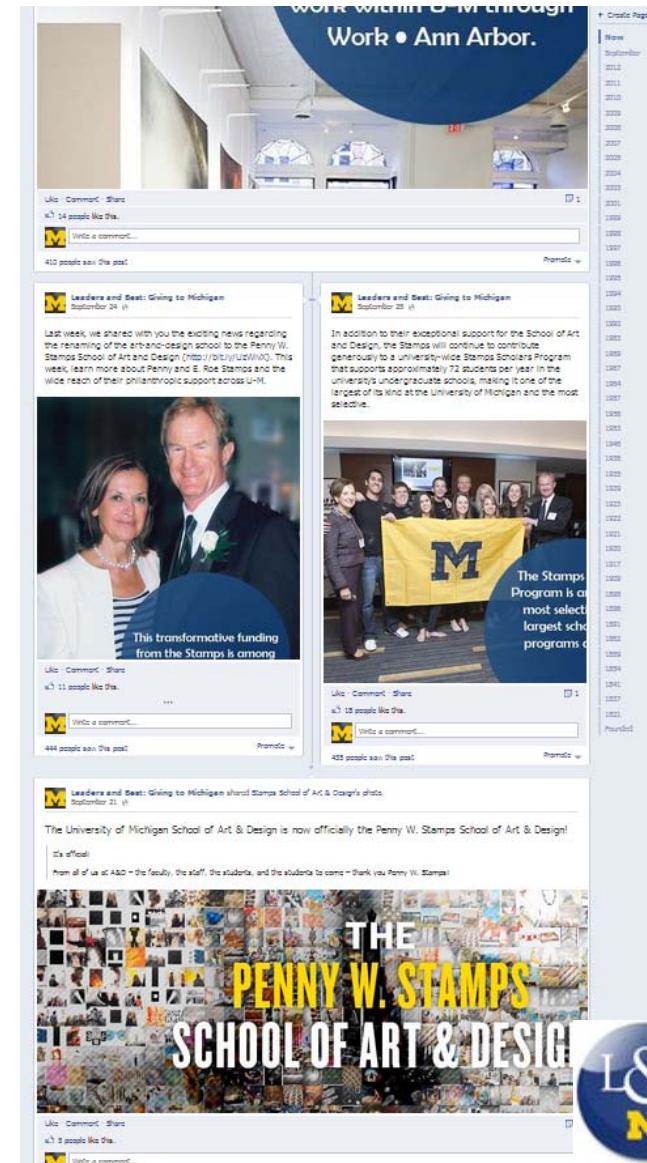 work within U-M through
Work • Ann Arbor.
Like · Comment · Share
1
14 people like this.
Write a comment...
410 people saw this post
Promote
Leaders and Best: Giving to Michigan
September 24
Last week, we shared with you the exciting news regarding
the renaming of the art-and-design school to the Penny W.
Stamps School of Art and Design (http://bit.ly/UzWhiX). This
week, learn more about Penny and E. Roe Stamps and the
wide reach of their philanthropic support across U-M.
This transformative funding
from the Stamps is among
Like · Comment · Share
11 people like this.
Write a comment...
444 people saw this post
Promote
Leaders and Best: Giving to Michigan
September 25
In addition to their exceptional support for the School of Art
and Design, the Stamps will continue to contribute
generously to a university-wide Stamps Scholars Program
that supports approximately 72 students per year in the
university's undergraduate schools, making it one of the
largest of its kind at the University of Michigan and the most
selective.
M
The Stamps
Program is a
most select
largest scho
programs
Like · Comment · Share
1
people like this.
Write a comment...
people saw this post
Promote
Leaders and Best: Giving to Michigan shared Stamps School of Art & Design's photo.
September 21
The University of Michigan School of Art & Design is now officially the Penny W. Stamps School of Art & Design!
It's official!
From all of us at A&D – the faculty, the staff, the students, and the students to come – thank you Penny W. Stamps!
THE
PENNY W. STAMPS
SCHOOL OF ART & DESIG
Like · Comment · Share
people like this.
Write a comment...
L&
M
+ Create Page
Now
September
2012
2011
2010
2009
Founded